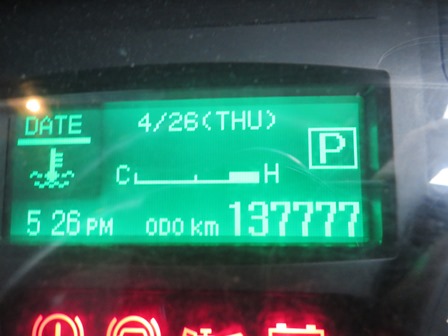 DATE 4/26(THU)
P
C H
5 26 PM ODO km 137777